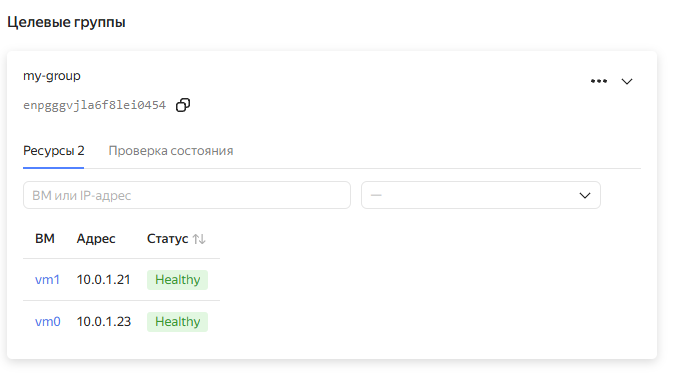 Целевые группы
my-group
enpgggvjla6f8lei0454
Ресурсы 2 Проверка состояния
ВМ или IP-адрес —
ВМ Адрес Статус
vm1 10.0.1.21 Healthy
vm0 10.0.1.23 Healthy